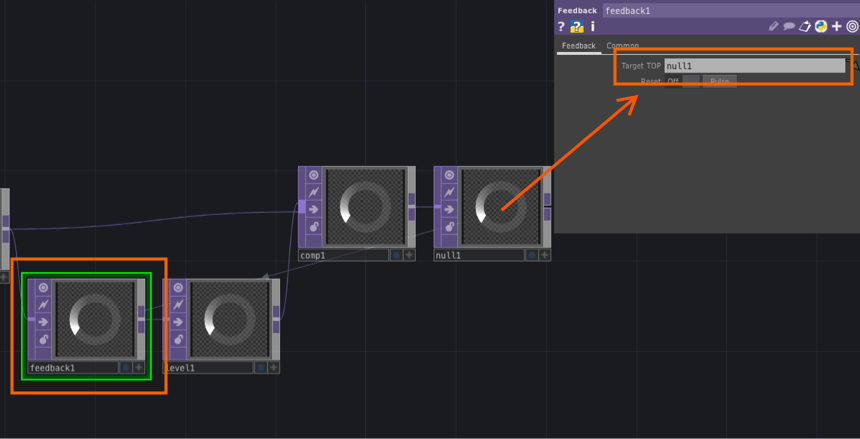 Feedback feedback1
? ? i
Feedback Common
Target TOP null1
Reset Off Pulse
comp1
null1
feedback1
level1